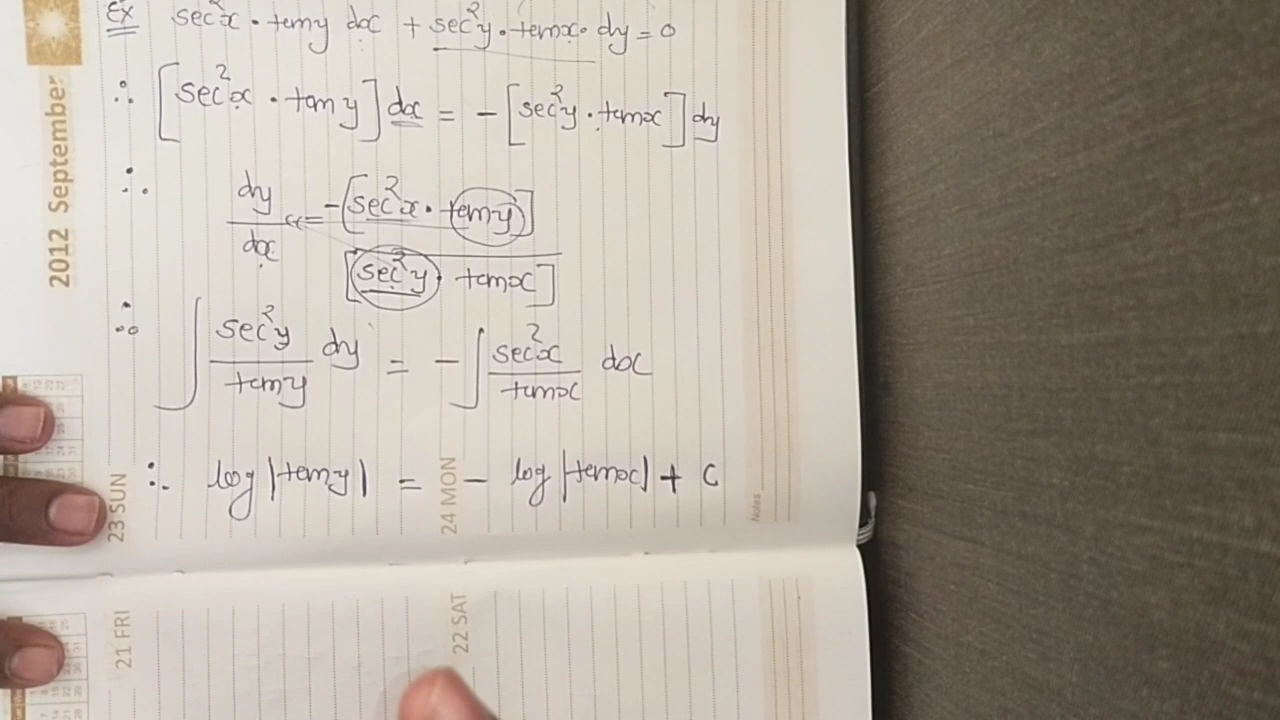 Ex sec²x · tany dx + sec²y · tanx · dy = 0
∴ [sec²x · tany] dx = - [sec²y · tanx] dy
∴ dy/dx = -[sec²x · tany] / [sec²y · tanx]
∴ ∫ sec²y/tany dy = - ∫ sec²x/tanx dx
∴ log|tany| = - log|tanx| + c
2012 September
23 SUN
24 MON
Notes
21 FRI
22 SAT